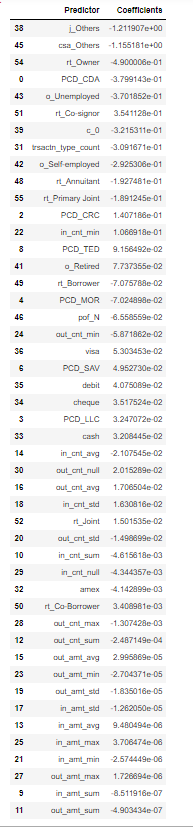 Predictor Coefficients
38 j_Others -1.211907e+00
45 csa_Others -1.155181e+00
54 rt_Owner -4.900006e-01
0 PCD_CDA -3.799143e-01
43 o_Unemployed -3.701852e-01
51 rt_Co-signor 3.541128e-01
39 c_0 -3.215311e-01
31 trsactn_type_count -3.091671e-01
42 o_Self-employed -2.925306e-01
48 rt_Annuitant -1.927481e-01
55 rt_Primary Joint -1.891245e-01
2 PCD_CRC 1.407186e-01
22 in_cnt_min 1.066918e-01
8 PCD_TED 9.156492e-02
41 o_Retired 7.737355e-02
49 rt_Borrower -7.075788e-02
4 PCD_MOR -7.024898e-02
46 pof_N -6.558559e-02
24 out_cnt_min -5.871862e-02
36 visa 5.303453e-02
6 PCD_SAV 4.952730e-02
35 debit 4.075089e-02
34 cheque 3.517524e-02
3 PCD_LLC 3.247072e-02
33 cash 3.208445e-02
14 in_cnt_avg -2.107545e-02
30 out_cnt_null 2.015289e-02
16 out_cnt_avg 1.706504e-02
18 in_cnt_std 1.630816e-02
52 rt_Joint 1.501535e-02
20 out_cnt_std -1.498699e-02
10 in_cnt_sum -4.615618e-03
29 in_cnt_null -4.344357e-03
32 amex -4.142899e-03
50 rt_Co-Borrower 3.408981e-03
28 out_cnt_max -1.307428e-03
12 out_cnt_sum -2.487149e-04
15 out_amt_avg 2.995869e-05
23 out_amt_min -2.704371e-05
19 out_amt_std -1.835016e-05
17 in_amt_std -1.262050e-05
13 in_amt_avg 9.480494e-06
25 in_amt_max 3.706474e-06
21 in_amt_min -2.574449e-06
27 out_amt_max 1.726694e-06
9 in_amt_sum -8.511916e-07
11 out_amt_sum -4.903434e-07